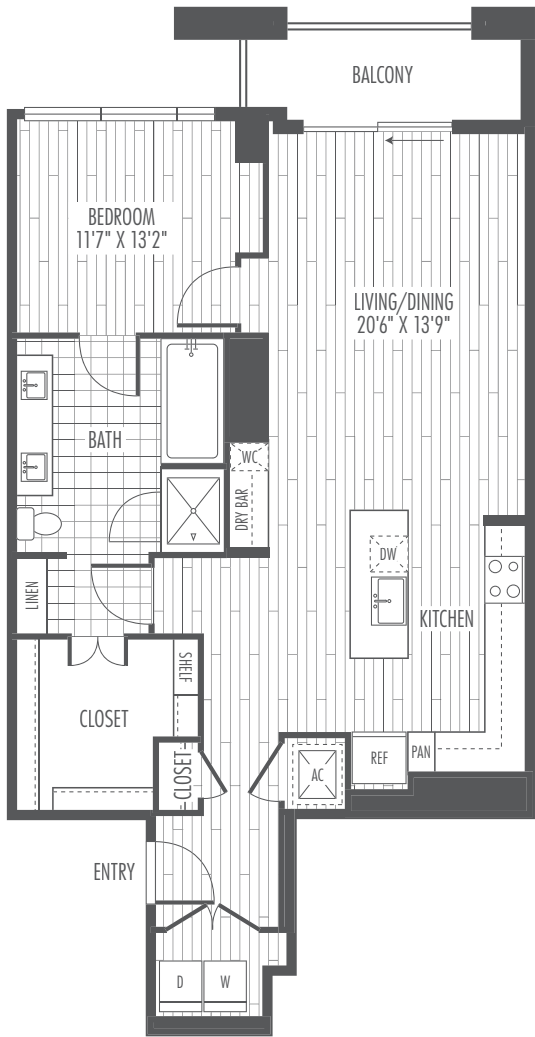 BALCONY
BEDROOM
11'7" X 13'2"
LIVING/DINING
20'6" X 13'9"
BATH
WC
DRY BAR
DW
LINEN
KITCHEN
SHELF
CLOSET
CLOSET
AC
REF
PAN
ENTRY
D
W